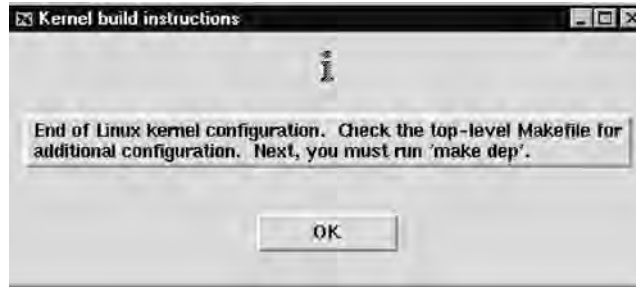 Kernel build instructions
i
End of Linux kernel configuration. Check the top-level Makefile for
additional configuration. Next, you must run 'make dep'.
OK